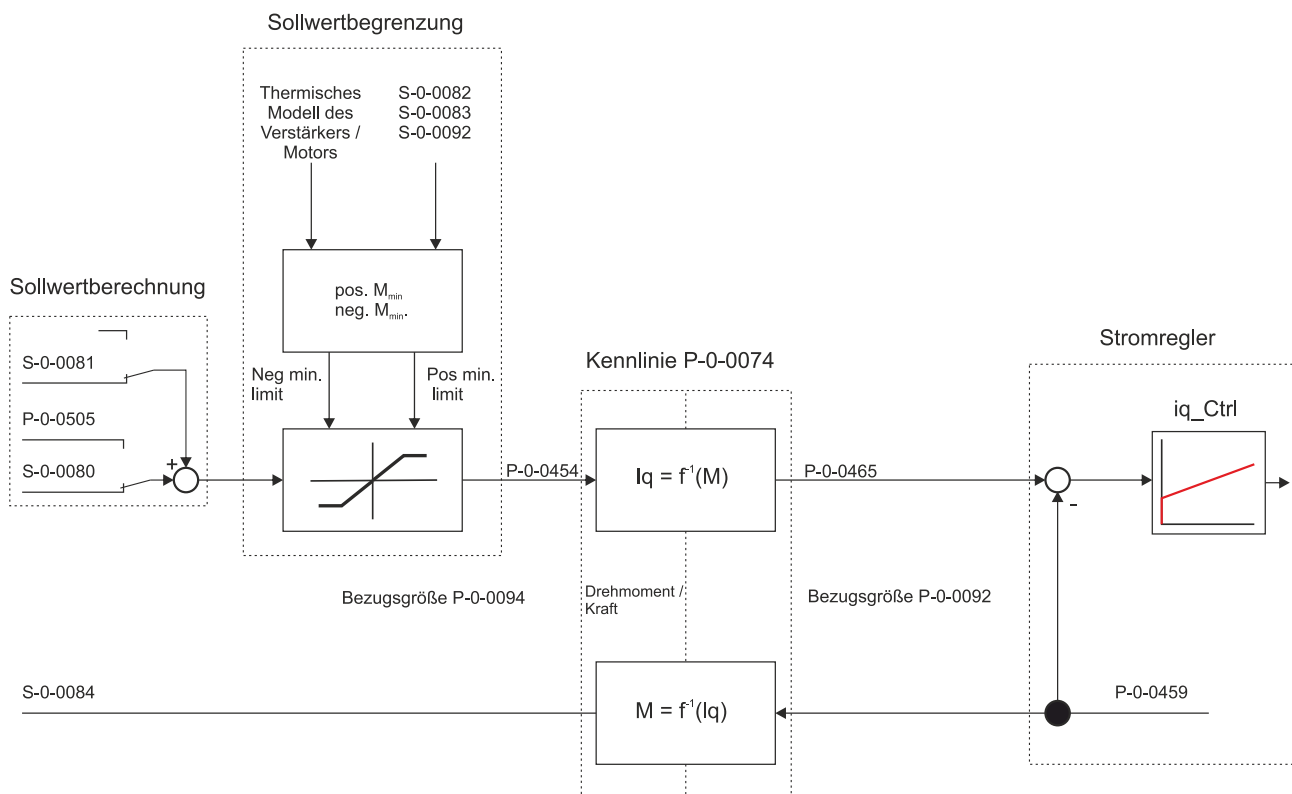 Sollwertbegrenzung
Thermisches
Modell des
Verstärkers /
Motors
S-0-0082
S-0-0083
S-0-0092
pos. Mmin
neg. Mmin.
Sollwertberechnung
S-0-0081
P-0-0505
S-0-0080
+
Neg min.
limit
Pos min.
limit
Kennlinie P-0-0074
Stromregler
iq_Ctrl
P-0-0454
Iq = f⁻¹(M)
P-0-0465
-
Bezugsgröße P-0-0094
Drehmoment /
Kraft
Bezugsgröße P-0-0092
S-0-0084
M = f⁻¹(Iq)
P-0-0459